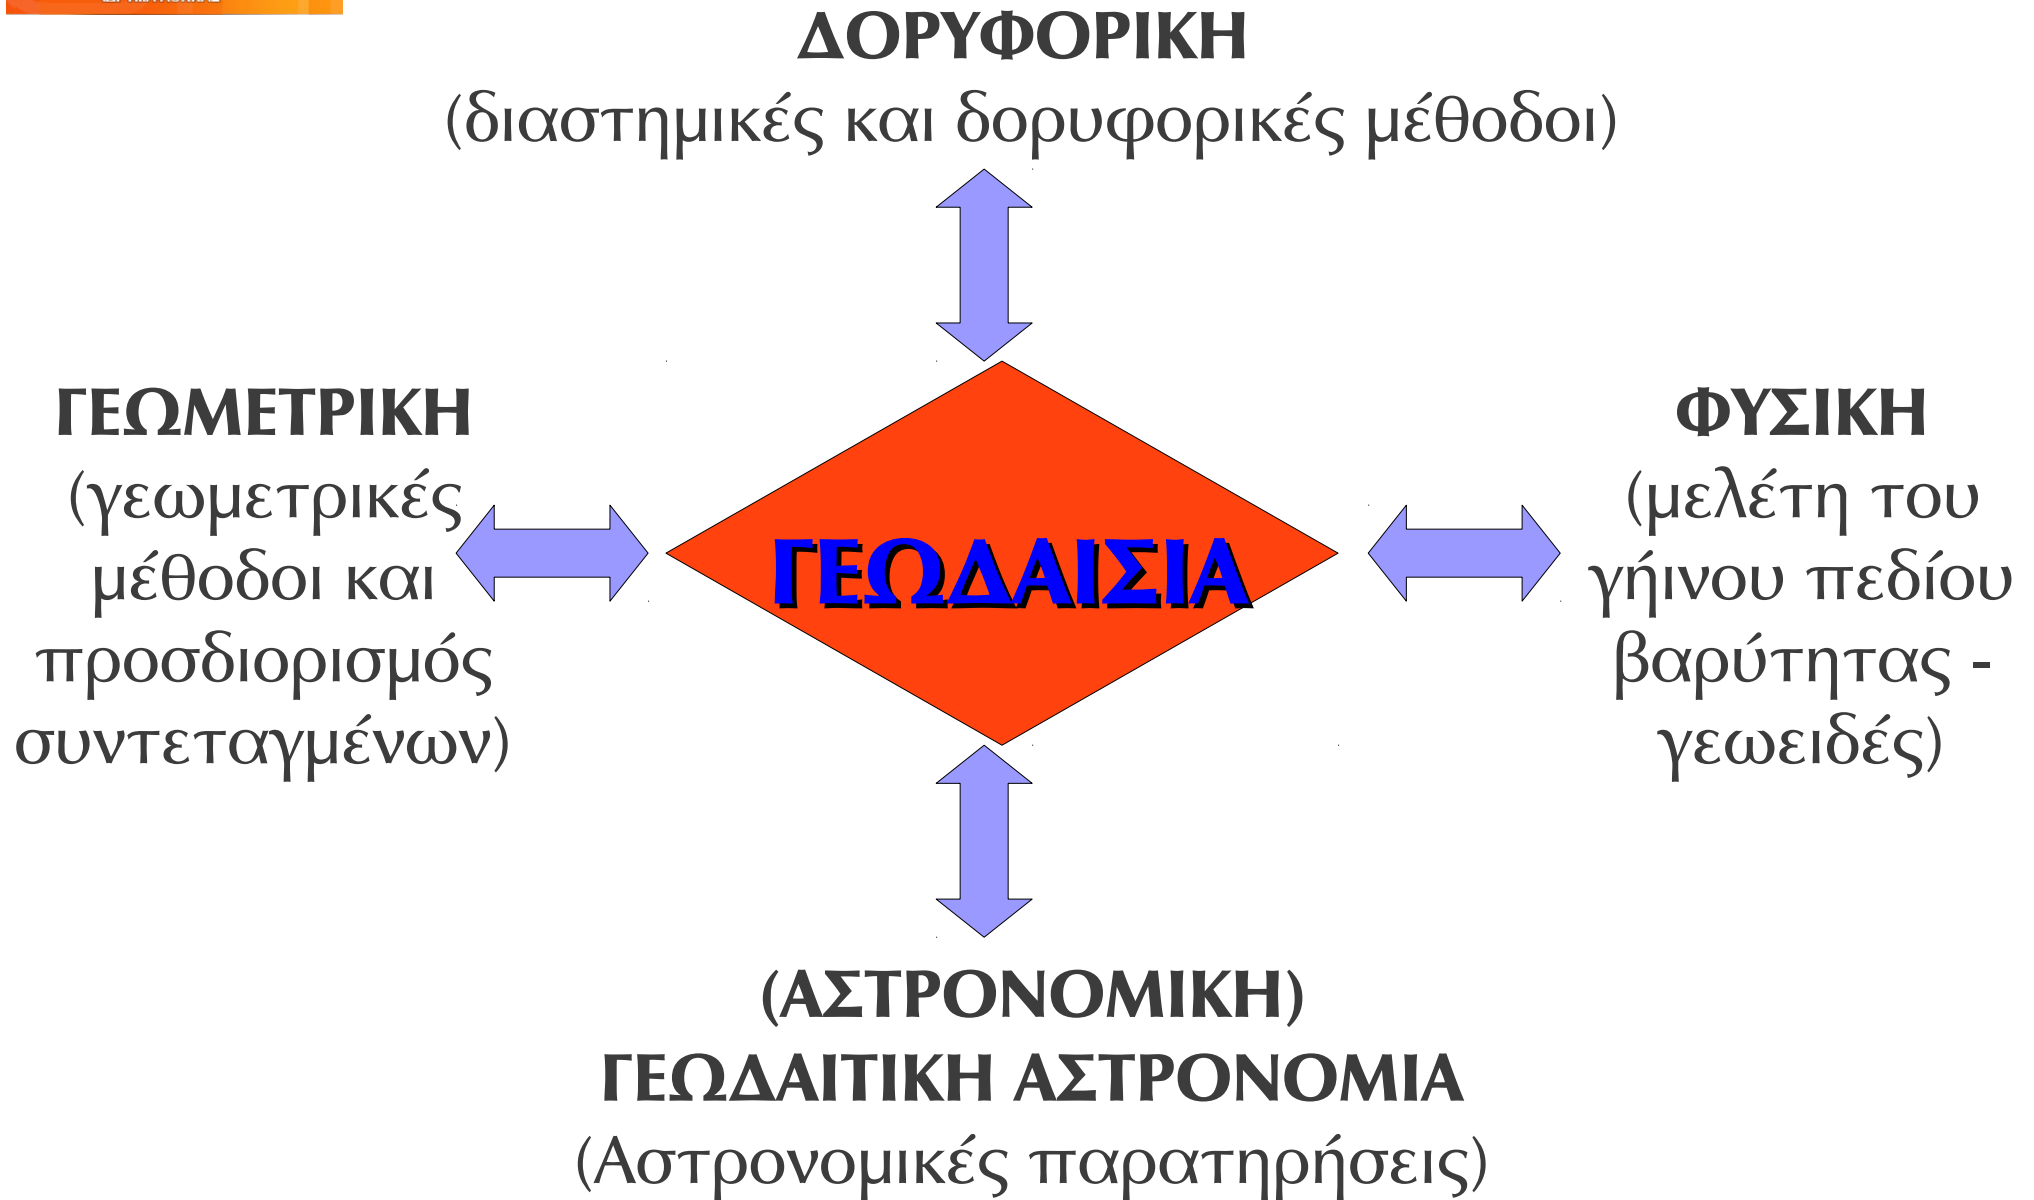 ΔΟΡΥΦΟΡΙΚΗ
(διαστημικές και δορυφορικές μέθοδοι)
ΓΕΩΜΕΤΡΙΚΗ
(γεωμετρικές
μέθοδοι και
προσδιορισμός
συντεταγμένων)
ΓΕΩΔΑΙΣΙΑ
ΦΥΣΙΚΗ
(μελέτη του
γήινου πεδίου
βαρύτητας -
γεωειδές)
(ΑΣΤΡΟΝΟΜΙΚΗ)
ΓΕΩΔΑΙΤΙΚΗ ΑΣΤΡΟΝΟΜΙΑ
(Αστρονομικές παρατηρήσεις)